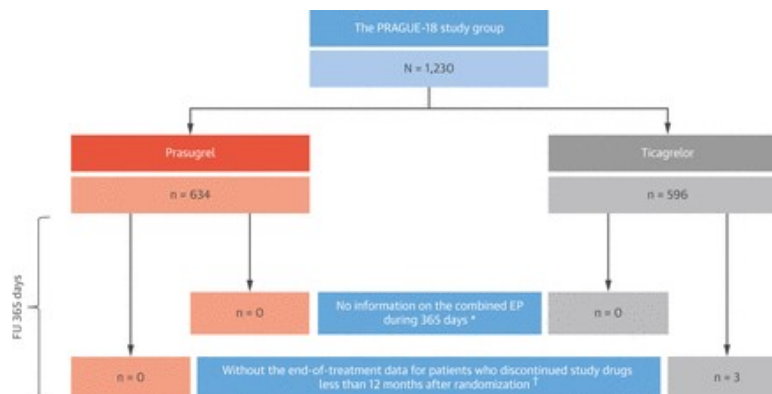 The PRAGUE-18 study group
N = 1,230
Prasugrel
Ticagrelor
n = 634
n = 596
FU 365 days
n = 0
No information on the combined EP
during 365 days *
n = 0
n = 0
Without the end-of-treatment data for patients who discontinued study drugs
less than 12 months after randomization †
n = 3